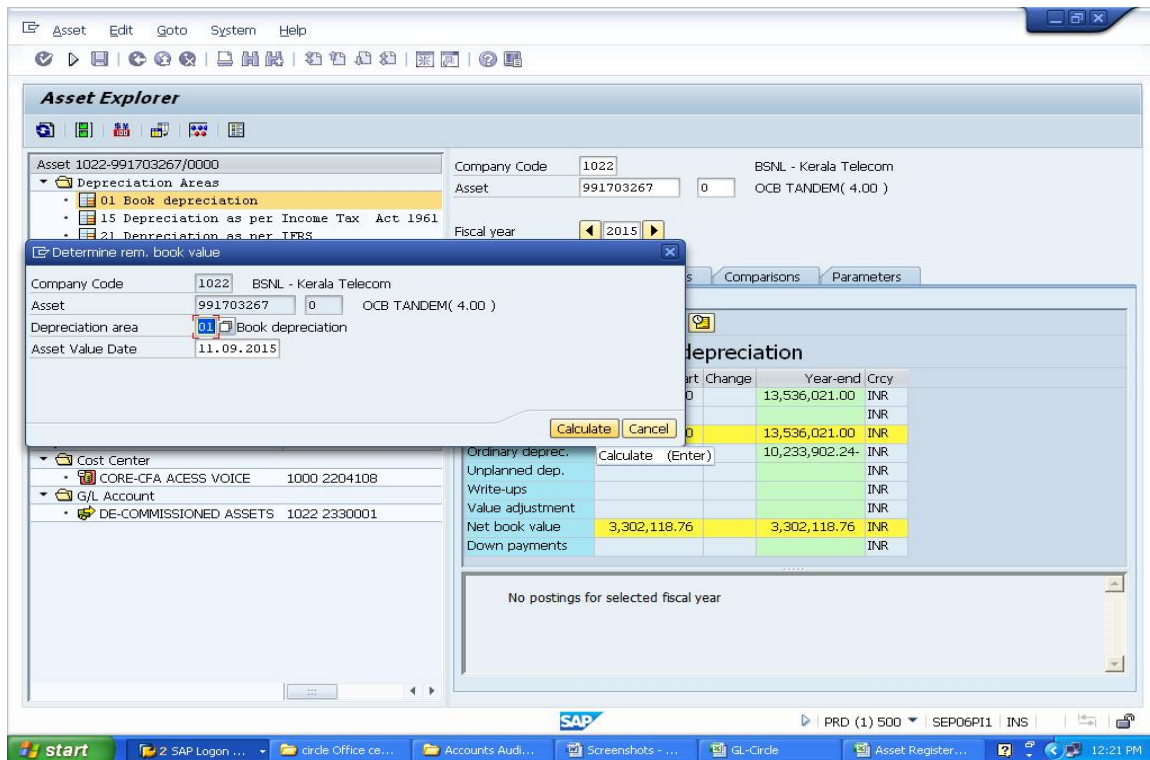 Asset Edit Goto System Help
Asset Explorer
Asset 1022-991703267/0000
Depreciation Areas
01 Book depreciation
15 Depreciation as per Income Tax Act 1961
21 Depreciation as per IFRS
Company Code 1022 BSNL - Kerala Telecom
Asset 991703267 0 OCB TANDEM( 4.00 )
Fiscal year 2015
Determine rem. book value
Company Code 1022 BSNL - Kerala Telecom
Asset 991703267 0 OCB TANDEM( 4.00 )
Depreciation area 01 Book depreciation
Asset Value Date 11.09.2015
Calculate Cancel
s Comparisons Parameters
depreciation
art Change Year-end Crcy
0 13,536,021.00 INR
INR
0 13,536,021.00 INR
Ordinary deprec. Calculate (Enter) 10,233,902.24- INR
Unplanned dep. INR
Write-ups INR
Value adjustment INR
Net book value 3,302,118.76 3,302,118.76 INR
Down payments INR
Cost Center
CORE-CFA ACESS VOICE 1000 2204108
G/L Account
DE-COMMISSIONED ASSETS 1022 2330001
No postings for selected fiscal year
SAP PRD (1) 500 SEP06PI1 INS
start 2 SAP Logon ... circle Office ce... Accounts Audi... Screenshots - ... GL-Circle Asset Register... 12:21 PM